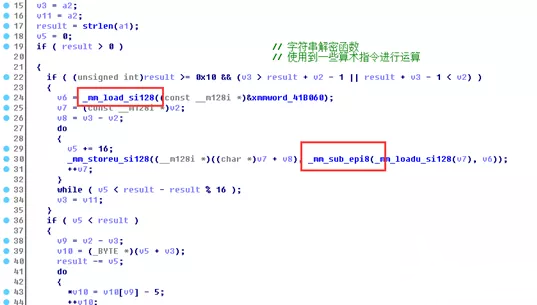 15 v3 = a2;
16 v11 = a2;
17 result = strlen(a1);
18 v5 = 0;
19 if ( result > 0 ) // 字符串解密函数
20 // 使用到一些算术指令进行运算
21 {
22 if ( (unsigned int)result >= 0x10 && (v3 > result + v2 - 1 || result + v3 - 1 < v2) )
23 {
24 v6 = _mm_load_si128((const __m128i *)&xmmword_41B060);
25 v7 = (const __m128i *)v2;
26 v8 = v3 - v2;
27 do
28 {
29 v5 += 16;
30 _mm_storeu_si128((__m128i *)((char *)v7 + v8), _mm_sub_epi8(_mm_loadu_si128(v7), v6));
31 ++v7;
32 }
33 while ( v5 < result - result % 16 );
34 v3 = v11;
35 }
36 if ( v5 < result )
37 {
38 v9 = v2 - v3;
39 v10 = (_BYTE *)(v5 + v3);
40 result -= v5;
41 do
42 {
43 *v10 = v10[v9] - 5;
44 ++v10;